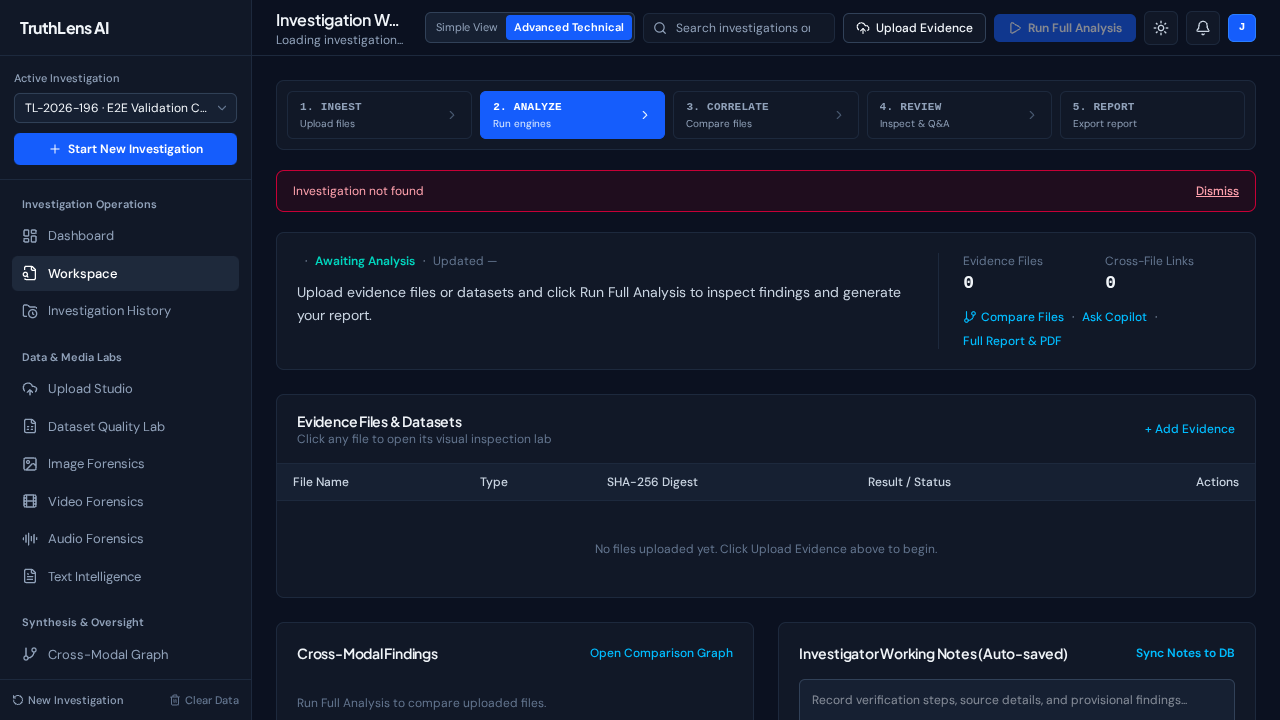 TruthLens AI
Active Investigation
TL-2026-196 · E2E Validation C...
Start New Investigation
Investigation Operations
Dashboard
Workspace
Investigation History
Data & Media Labs
Upload Studio
Dataset Quality Lab
Image Forensics
Video Forensics
Audio Forensics
Text Intelligence
Synthesis & Oversight
Cross-Modal Graph
New Investigation
Clear Data
Investigation W...
Loading investigation...
Simple View
Advanced Technical
Search investigations or
Upload Evidence
Run Full Analysis
J
1. INGEST
Upload files
2. ANALYZE
Run engines
3. CORRELATE
Compare files
4. REVIEW
Inspect & Q&A
5. REPORT
Export report
Investigation not found
Dismiss
· Awaiting Analysis · Updated —
Upload evidence files or datasets and click Run Full Analysis to inspect findings and generate
your report.
Evidence Files
0
Cross-File Links
0
Compare Files · Ask Copilot ·
Full Report & PDF
Evidence Files & Datasets
Click any file to open its visual inspection lab
+ Add Evidence
File Name Type SHA-256 Digest Result / Status Actions
No files uploaded yet. Click Upload Evidence above to begin.
Cross-Modal Findings
Open Comparison Graph
Run Full Analysis to compare uploaded files.
Investigator Working Notes (Auto-saved)
Sync Notes to DB
Record verification steps, source details, and provisional findings...